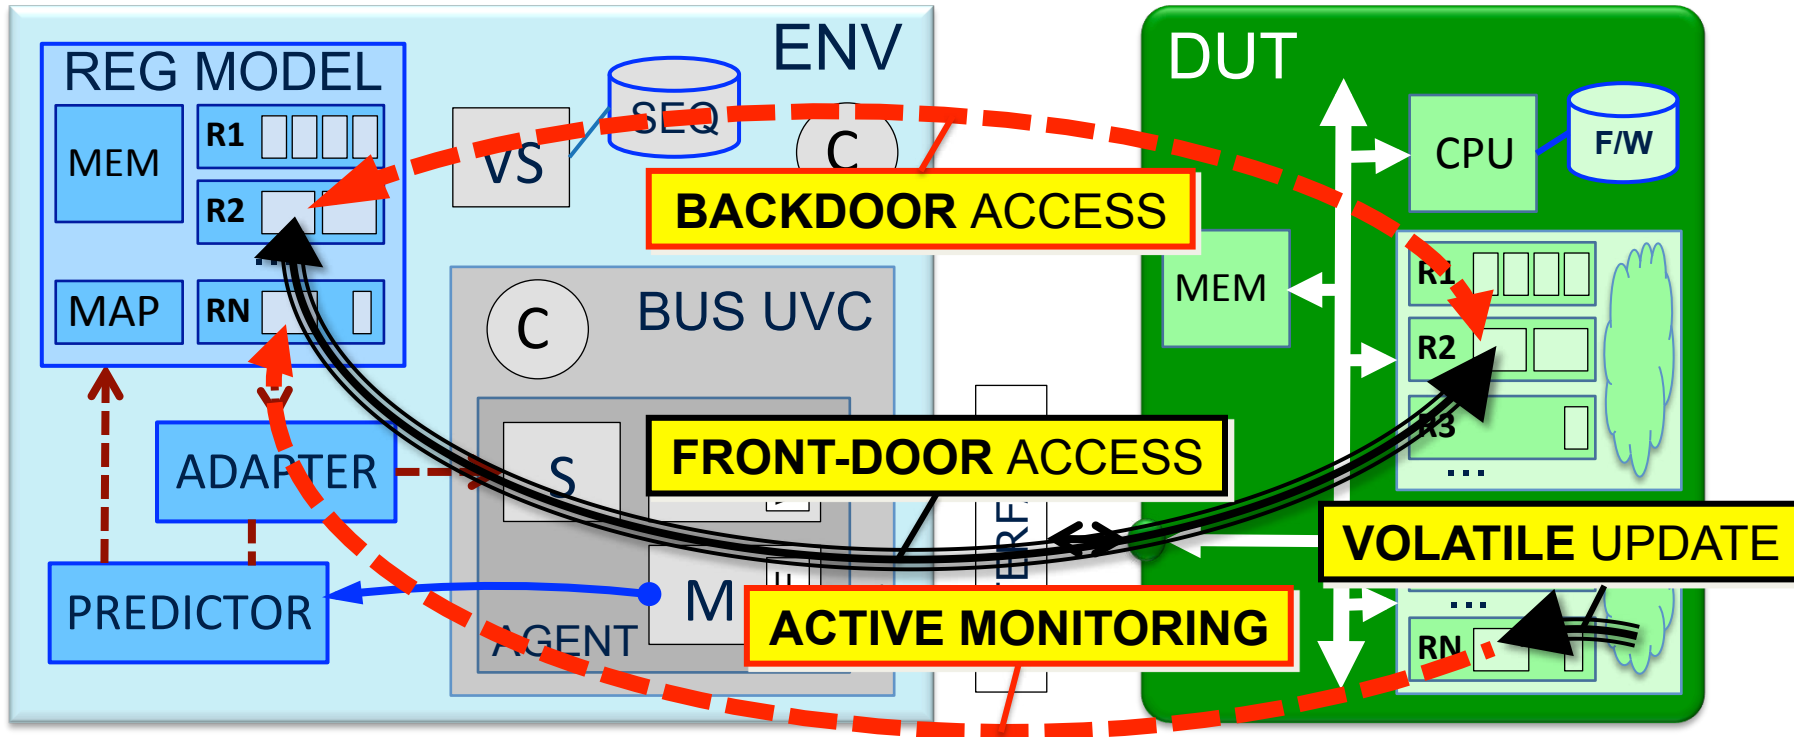 ENV
DUT
REG MODEL
MEM
R1
R2
...
MAP
RN
VS
SEQ
C
BACKDOOR ACCESS
CPU
F/W
MEM
R1
R2
R3
...
C
BUS UVC
ADAPTER
S
FRONT-DOOR ACCESS
VOLATILE UPDATE
PREDICTOR
M
AGENT
ACTIVE MONITORING
...
RN